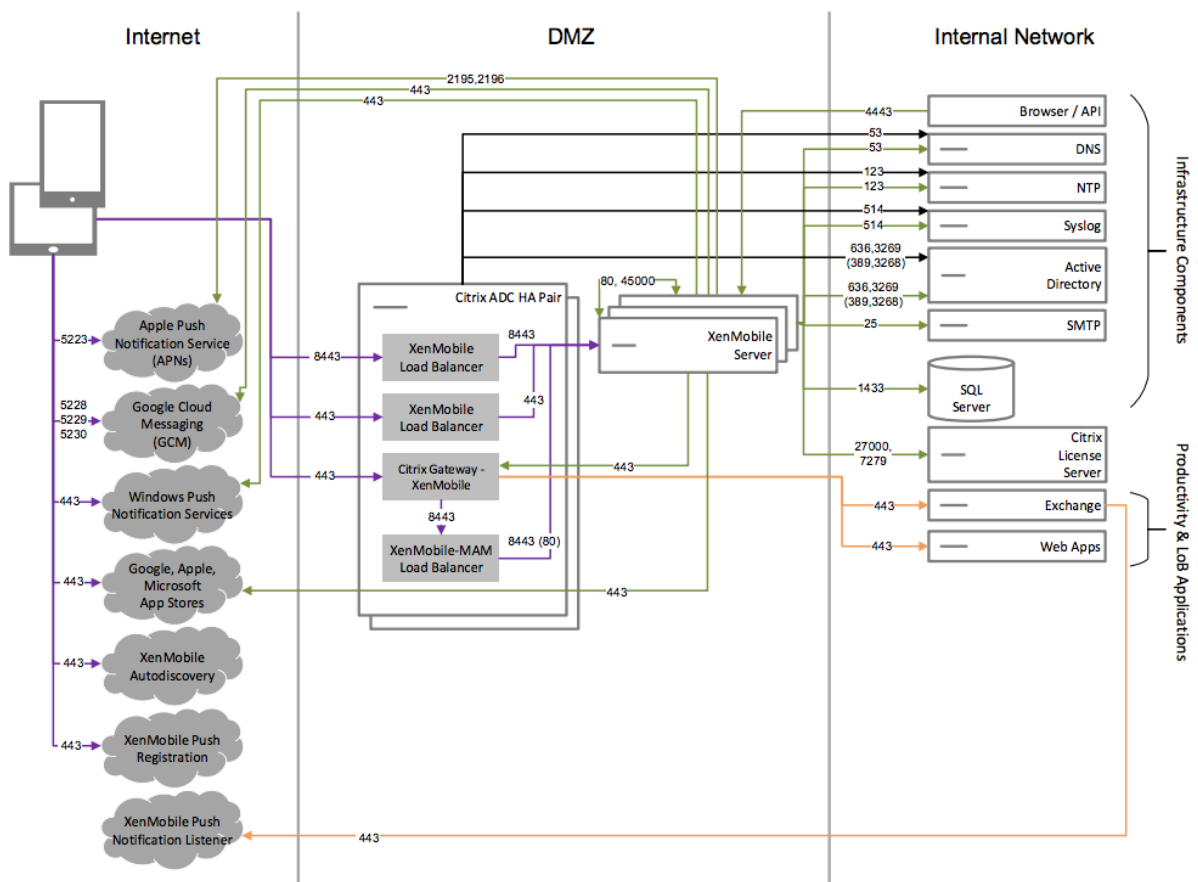 Internet
DMZ
Internal Network
2195,2196
443
443
4443
Browser / API
53
53
DNS
123
123
NTP
514
514
Syslog
636,3269
(389,3268)
636,3269
(389,3268)
Active
Directory
25
SMTP
1433
SQL
Server
27000,
7279
Citrix
License
Server
443
Exchange
443
Web Apps
Infrastructure Components
Productivity & LoB Applications
80, 45000
XenMobile
Server
Citrix ADC HA Pair
8443
XenMobile
Load Balancer
8443
443
XenMobile
Load Balancer
443
443
Citrix Gateway -
XenMobile
443
8443
XenMobile-MAM
Load Balancer
8443 (80)
443
5223
Apple Push
Notification Service
(APNs)
5228
5229
5230
Google Cloud
Messaging
(GCM)
443
Windows Push
Notification Services
443
Google, Apple,
Microsoft
App Stores
443
XenMobile
Autodiscovery
443
XenMobile Push
Registration
XenMobile Push
Notification Listener
443